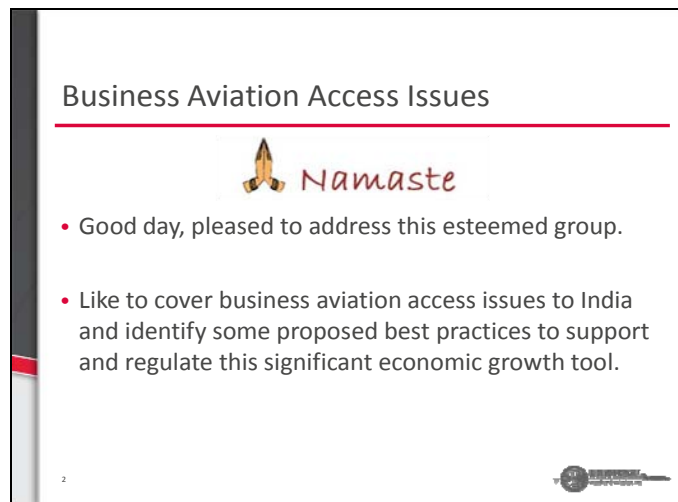 Business Aviation Access Issues
Namaste
• Good day, pleased to address this esteemed group.
• Like to cover business aviation access issues to India
and identify some proposed best practices to support
and regulate this significant economic growth tool.
2